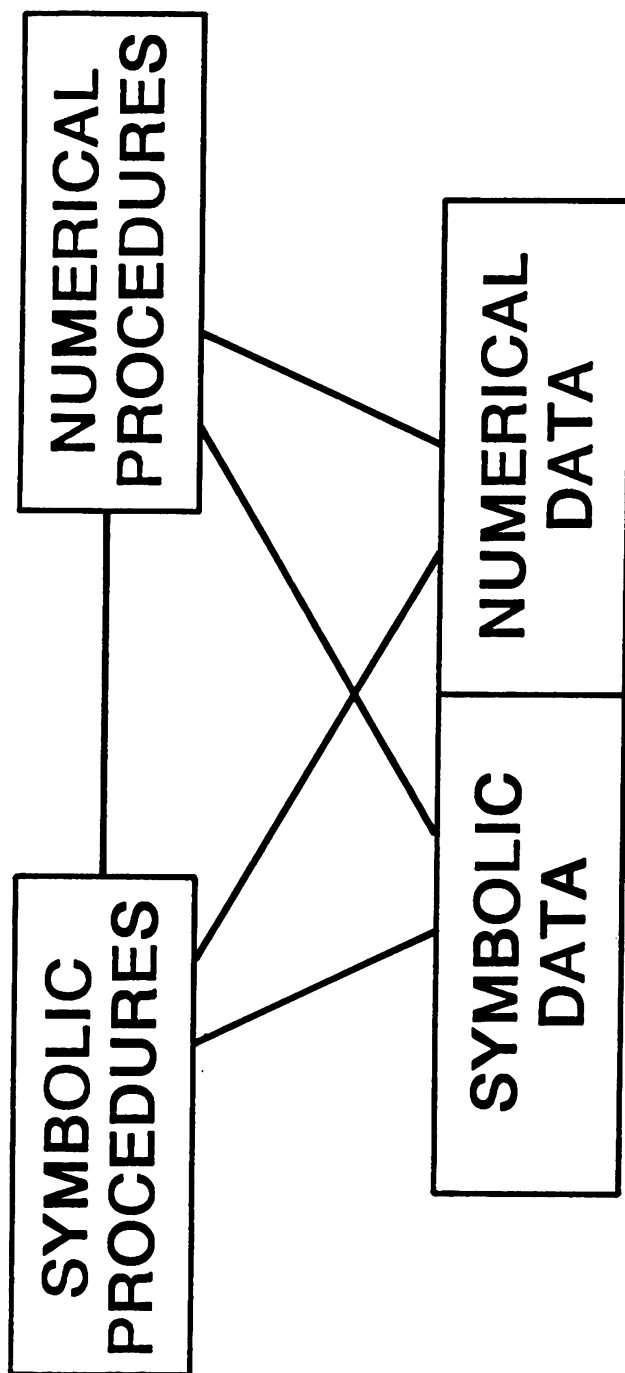 SYMBOLIC
PROCEDURES
NUMERICAL
PROCEDURES
SYMBOLIC
DATA
NUMERICAL
DATA